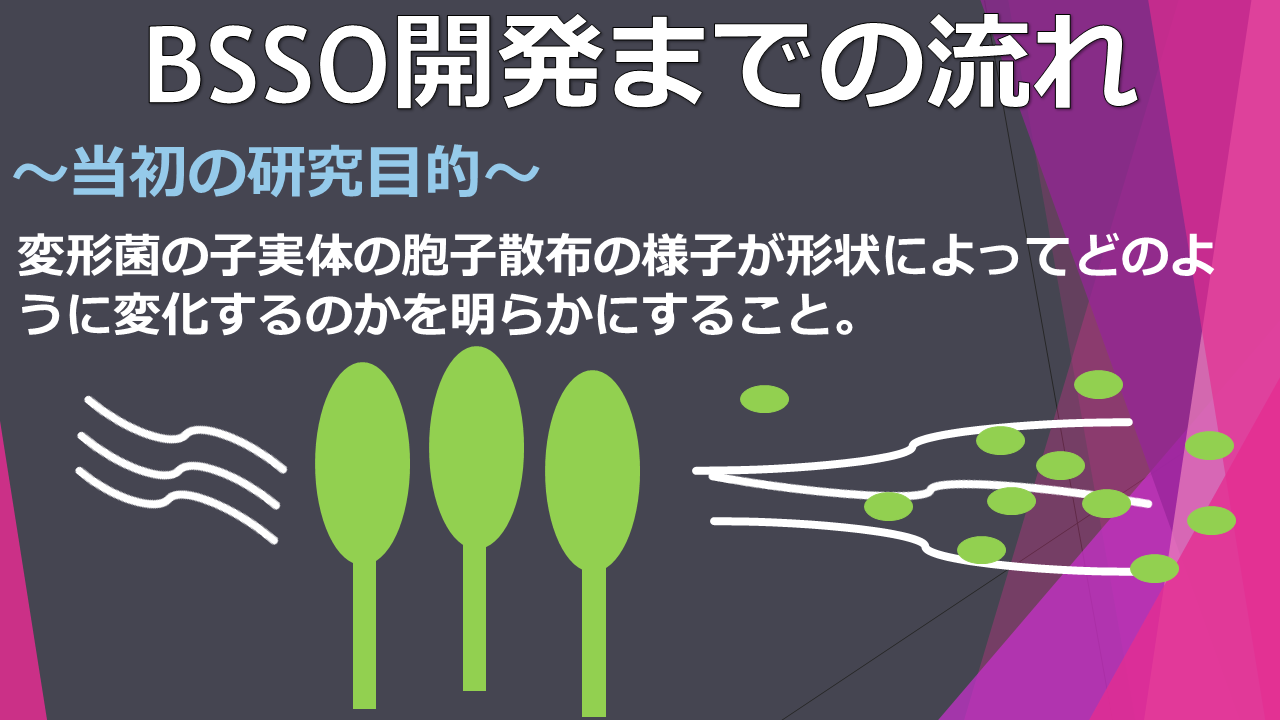 BSSO開発までの流れ
～当初の研究目的～
変形菌の子実体の胞子散布の様子が形状によってどのよ
うに変化するのかを明らかにすること。